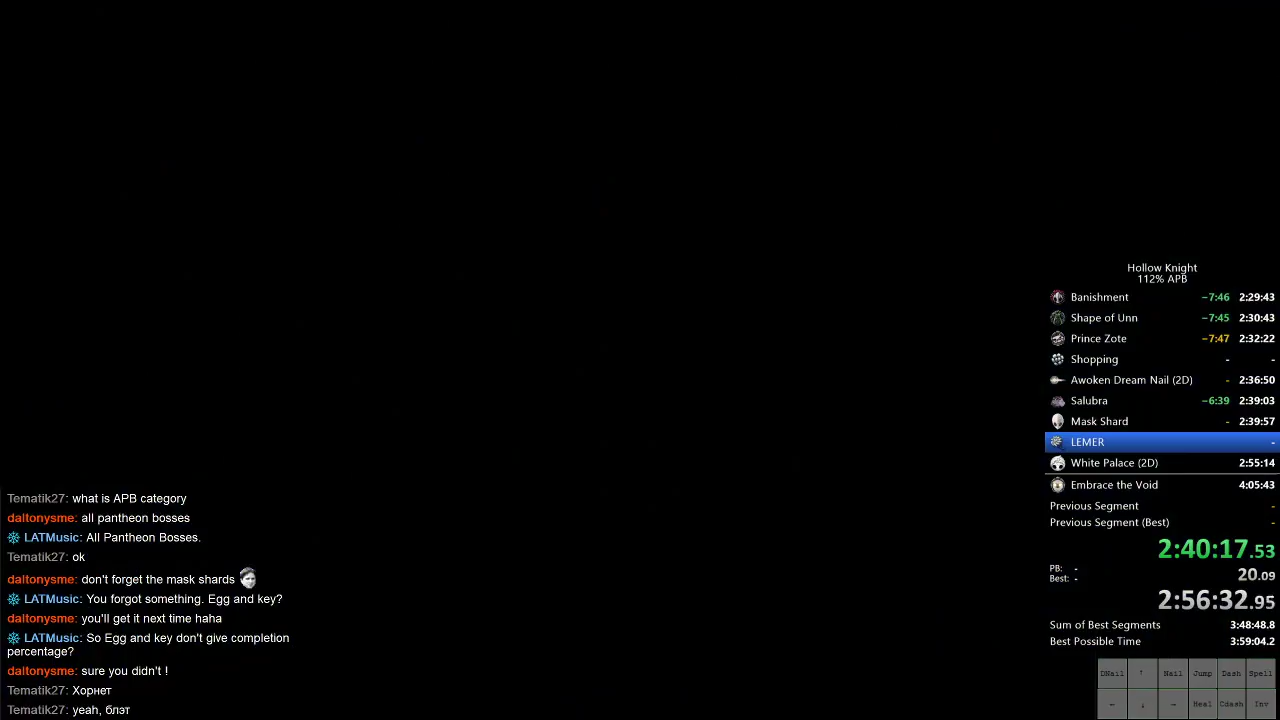 Hollow Knight
112% APB
Banishment −7:46 2:29:43
Shape of Unn −7:45 2:30:43
Prince Zote −7:47 2:32:22
Shopping - -
Awoken Dream Nail (2D) - 2:36:50
Salubra −6:39 2:39:03
Mask Shard - 2:39:57
LEMER -
White Palace (2D) 2:55:14
Embrace the Void 4:05:43
Previous Segment -
Previous Segment (Best) -
2:40:17.53
PB: -
Best: -
20.09
2:56:32.95
Sum of Best Segments 3:48:48.8
Best Possible Time 3:59:04.2
DNail ↑ Nail Jump Dash Spell
← ↓ → Heal Cdash Inv
Tematik27: what is APB category
daltonysme: all pantheon bosses
LATMusic: All Pantheon Bosses.
Tematik27: ok
daltonysme: don't forget the mask shards
LATMusic: You forgot something. Egg and key?
daltonysme: you'll get it next time haha
LATMusic: So Egg and key don't give completion
percentage?
daltonysme: sure you didn't !
Tematik27: Хорнет
Tematik27: yeah, блэт